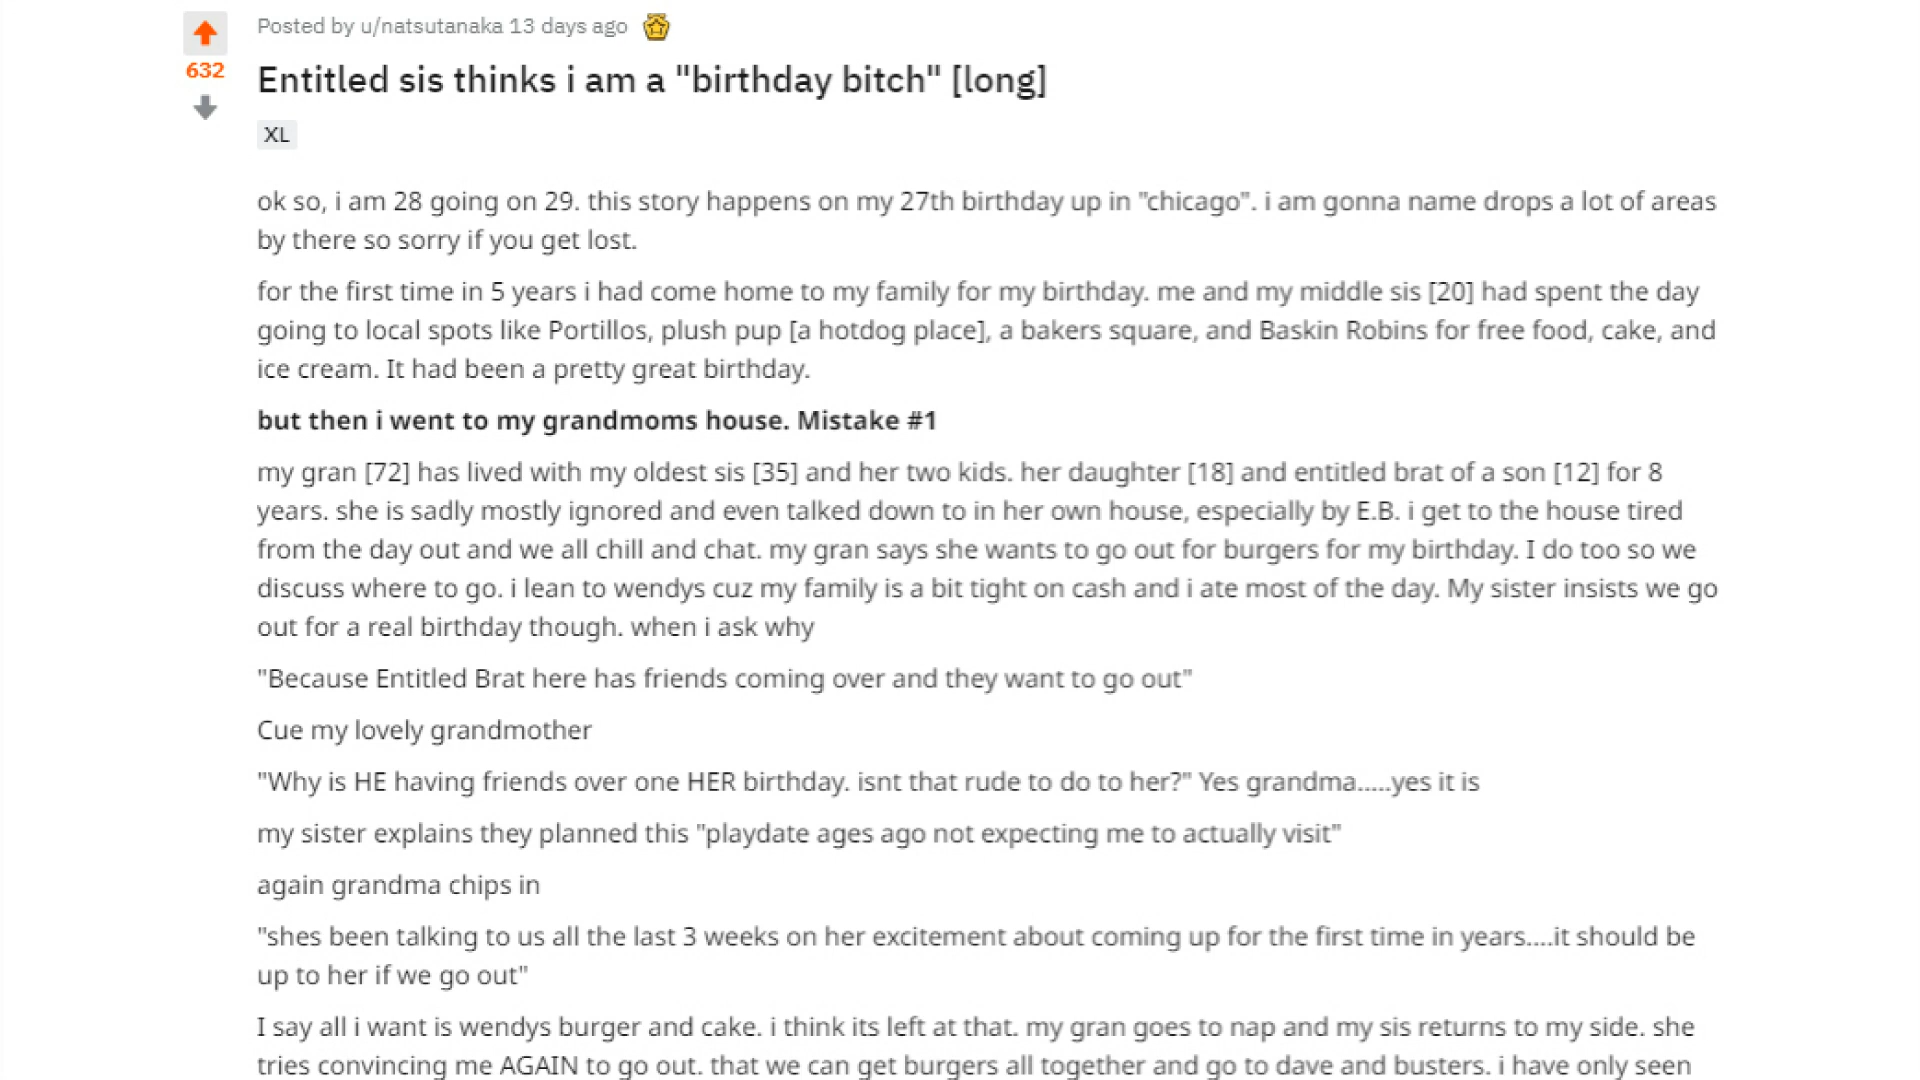 Posted by u/natsutanaka 13 days ago
632
Entitled sis thinks i am a "birthday bitch" [long]
XL
ok so, i am 28 going on 29. this story happens on my 27th birthday up in "chicago". i am gonna name drops a lot of areas
by there so sorry if you get lost.
for the first time in 5 years i had come home to my family for my birthday. me and my middle sis [20] had spent the day
going to local spots like Portillos, plush pup [a hotdog place], a bakers square, and Baskin Robins for free food, cake, and
ice cream. It had been a pretty great birthday.
but then i went to my grandmoms house. Mistake #1
my gran [72] has lived with my oldest sis [35] and her two kids. her daughter [18] and entitled brat of a son [12] for 8
years. she is sadly mostly ignored and even talked down to in her own house, especially by E.B. i get to the house tired
from the day out and we all chill and chat. my gran says she wants to go out for burgers for my birthday. I do too so we
discuss where to go. i lean to wendys cuz my family is a bit tight on cash and i ate most of the day. My sister insists we go
out for a real birthday though. when i ask why
"Because Entitled Brat here has friends coming over and they want to go out"
Cue my lovely grandmother
"Why is HE having friends over one HER birthday. isnt that rude to do to her?" Yes grandma.....yes it is
my sister explains they planned this "playdate ages ago not expecting me to actually visit"
again grandma chips in
"shes been talking to us all the last 3 weeks on her excitement about coming up for the first time in years....it should be
up to her if we go out"
I say all i want is wendys burger and cake. i think its left at that. my gran goes to nap and my sis returns to my side. she
tries convincing me AGAIN to go out. that we can get burgers all together and go to dave and busters. i have only seen